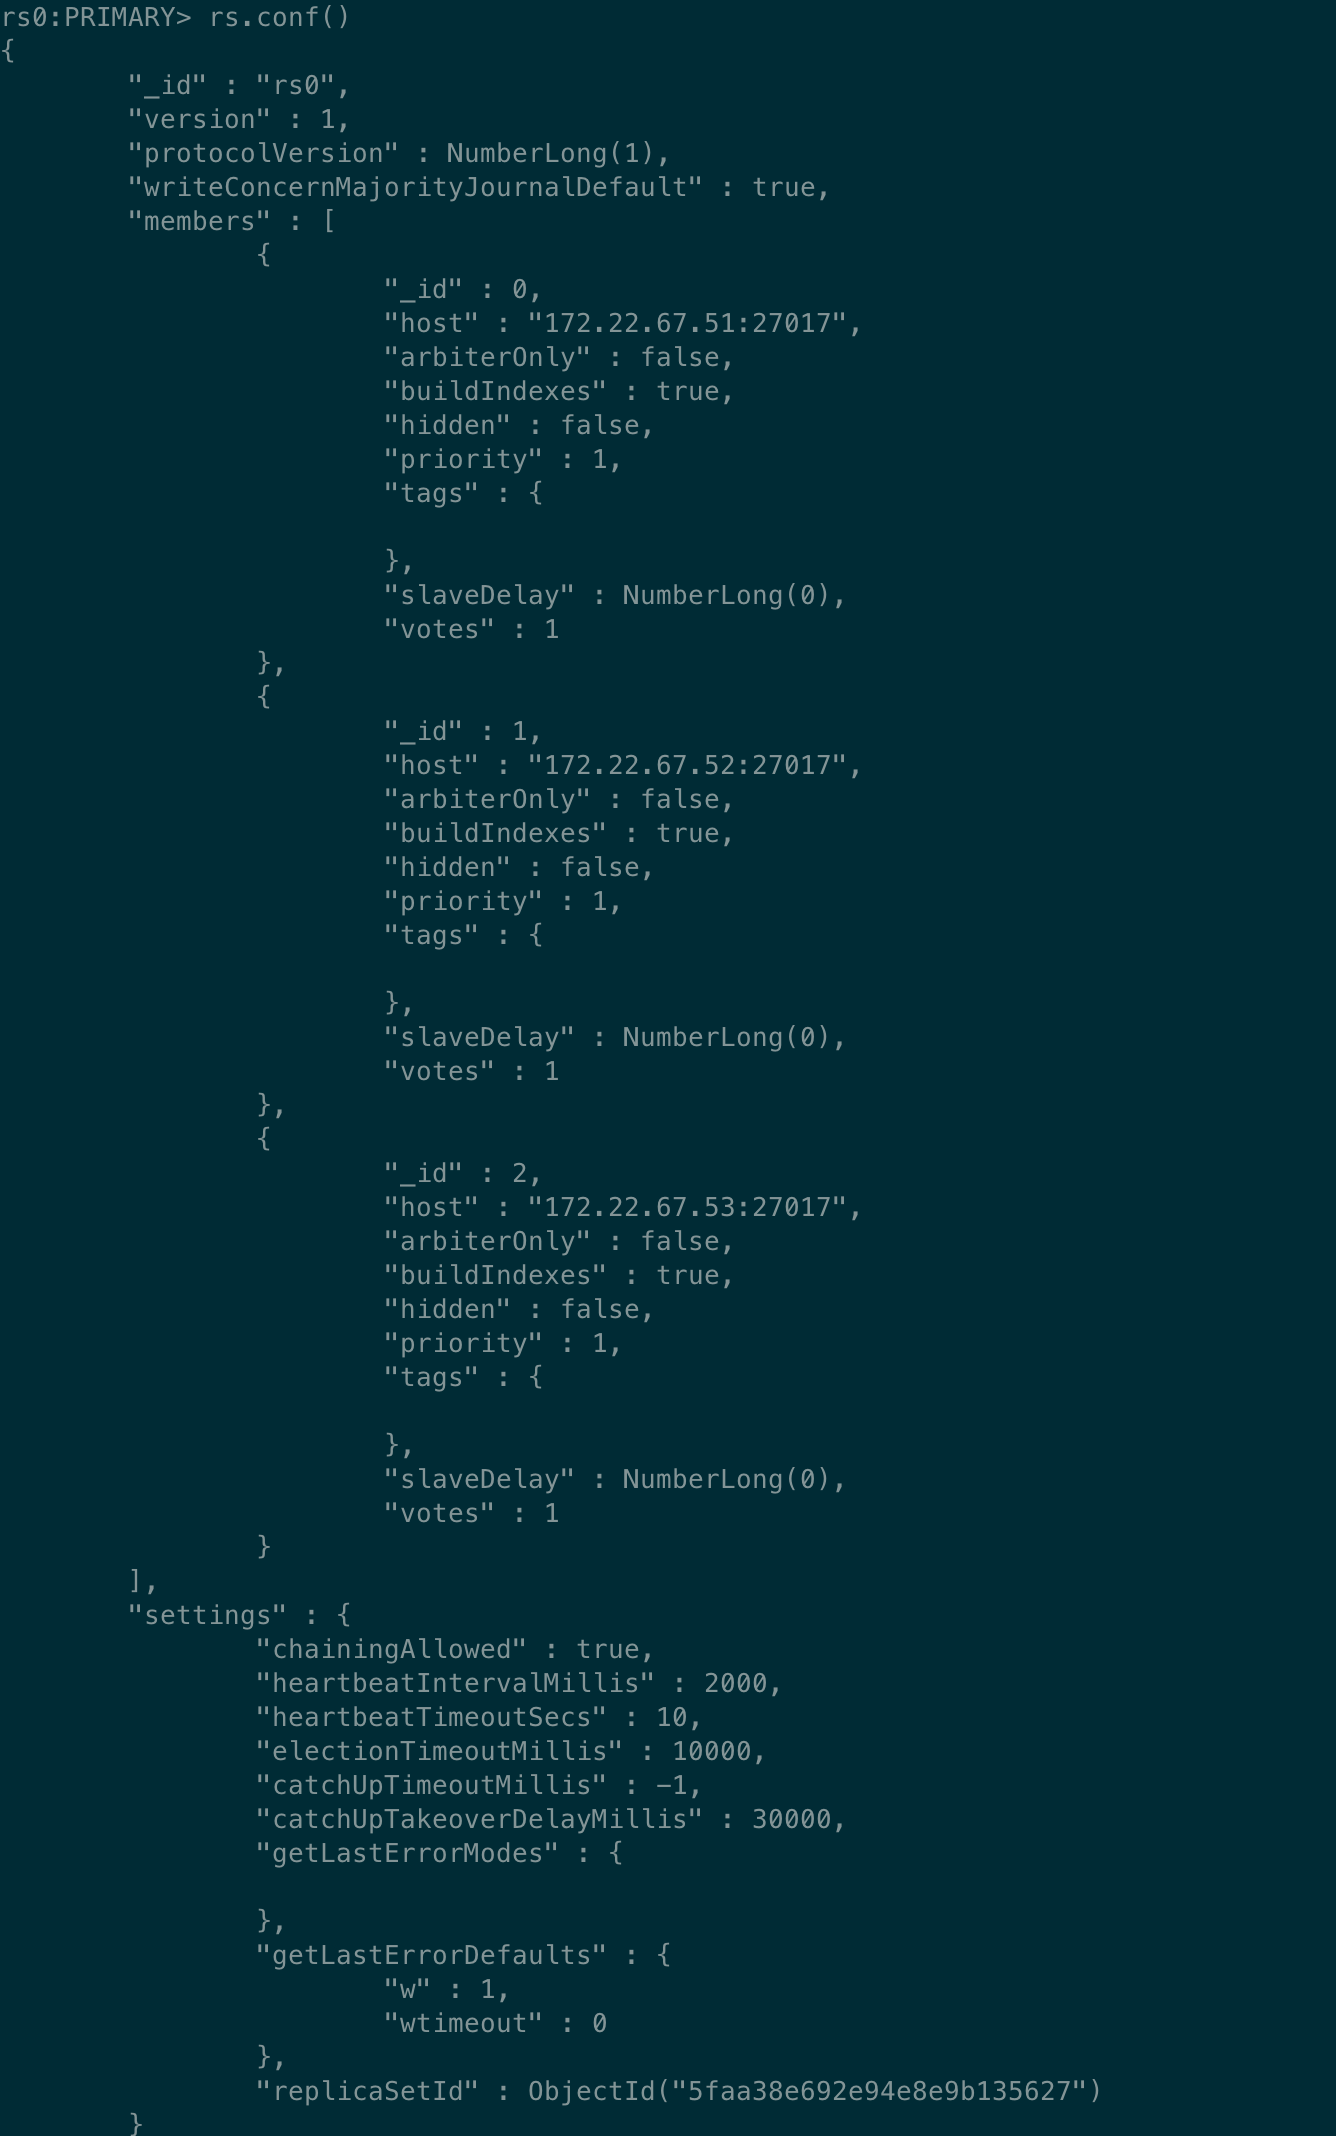 rs0:PRIMARY> rs.conf()
{
        "_id" : "rs0",
        "version" : 1,
        "protocolVersion" : NumberLong(1),
        "writeConcernMajorityJournalDefault" : true,
        "members" : [
                {
                        "_id" : 0,
                        "host" : "172.22.67.51:27017",
                        "arbiterOnly" : false,
                        "buildIndexes" : true,
                        "hidden" : false,
                        "priority" : 1,
                        "tags" : {

                        },
                        "slaveDelay" : NumberLong(0),
                        "votes" : 1
                },
                {
                        "_id" : 1,
                        "host" : "172.22.67.52:27017",
                        "arbiterOnly" : false,
                        "buildIndexes" : true,
                        "hidden" : false,
                        "priority" : 1,
                        "tags" : {

                        },
                        "slaveDelay" : NumberLong(0),
                        "votes" : 1
                },
                {
                        "_id" : 2,
                        "host" : "172.22.67.53:27017",
                        "arbiterOnly" : false,
                        "buildIndexes" : true,
                        "hidden" : false,
                        "priority" : 1,
                        "tags" : {

                        },
                        "slaveDelay" : NumberLong(0),
                        "votes" : 1
                }
        ],
        "settings" : {
                "chainingAllowed" : true,
                "heartbeatIntervalMillis" : 2000,
                "heartbeatTimeoutSecs" : 10,
                "electionTimeoutMillis" : 10000,
                "catchUpTimeoutMillis" : -1,
                "catchUpTakeoverDelayMillis" : 30000,
                "getLastErrorModes" : {

                },
                "getLastErrorDefaults" : {
                        "w" : 1,
                        "wtimeout" : 0
                },
                "replicaSetId" : ObjectId("5faa38e692e94e8e9b135627")
        }